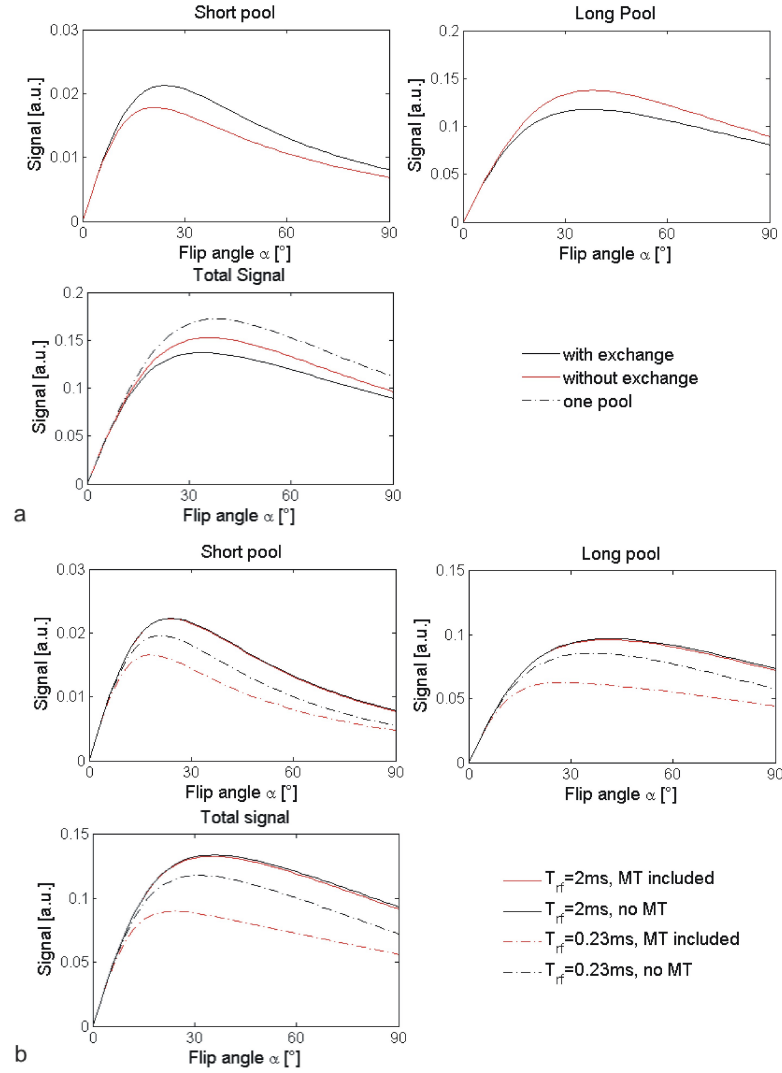 Short pool
Signal [a.u.]
0.03
0.02
0.01
0
0 30 60 90
Flip angle α [°]
Long Pool
Signal [a.u.]
0.2
0.15
0.1
0.05
0
0 30 60 90
Flip angle α [°]
Total Signal
Signal [a.u.]
0.2
0.15
0.1
0.05
0
0 30 60 90
Flip angle α [°]
with exchange
without exchange
one pool
a
Short pool
Signal [a.u.]
0.03
0.02
0.01
0
0 30 60 90
Flip angle α [°]
Long pool
Signal [a.u.]
0.15
0.1
0.05
0
0 30 60 90
Flip angle α [°]
Total signal
Signal [a.u.]
0.15
0.1
0.05
0
0 30 60 90
Flip angle α [°]
T_rf=2ms, MT included
T_rf=2ms, no MT
T_rf=0.23ms, MT included
T_rf=0.23ms, no MT
b